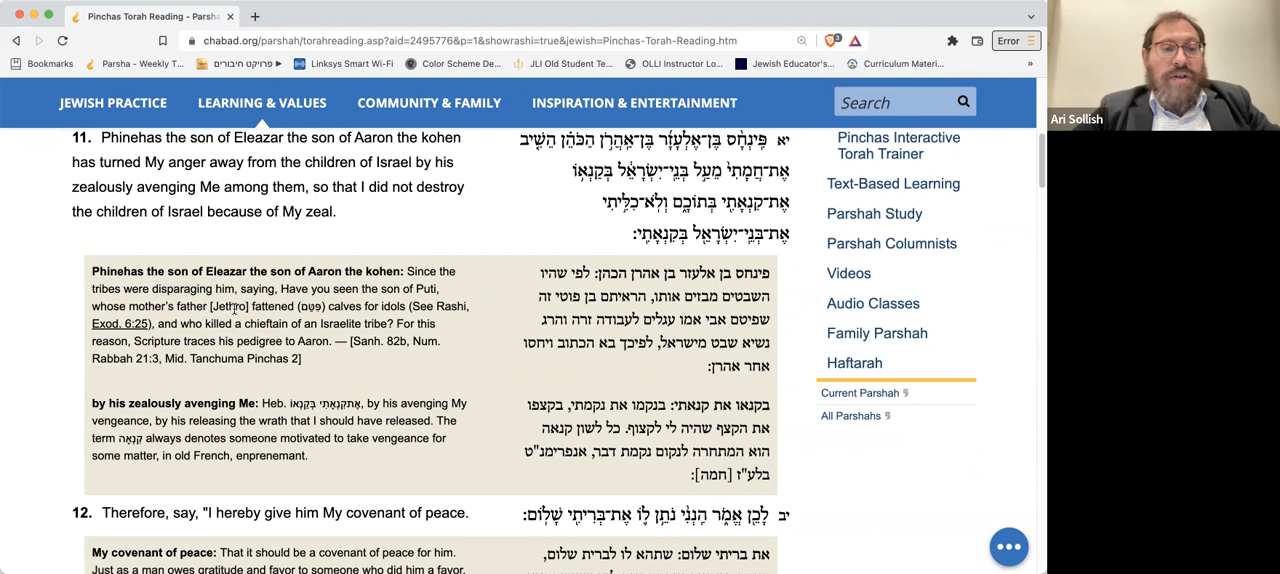 Pinchas Torah Reading - Parsha
chabad.org/parshah/torahreading.asp?aid=2495776&p=1&showrashi=true&jewish=Pinchas-Torah-Reading.htm
Error
Bookmarks
Parsha - Weekly T...
פרויקט חיבורים
Linksys Smart Wi-Fi
Color Scheme De...
JLI Old Student Te...
OLLI Instructor Lo...
Jewish Educator's...
Curriculum Materi...
»
JEWISH PRACTICE
LEARNING & VALUES
COMMUNITY & FAMILY
INSPIRATION & ENTERTAINMENT
Search
11. Phinehas the son of Eleazar the son of Aaron the kohen
has turned My anger away from the children of Israel by his
zealously avenging Me among them, so that I did not destroy
the children of Israel because of My zeal.
יא פִּֽינְחָ֨ס בֶּן־אֶלְעָזָ֜ר בֶּן־אַֽהֲרֹ֣ן הַכֹּהֵ֗ן הֵשִׁ֤יב
אֶת־חֲמָתִי֙ מֵעַ֣ל בְּנֵֽי־יִשְׂרָאֵ֔ל בְּקַנְא֥וֹ
אֶת־קִנְאָתִ֖י בְּתוֹכָ֑ם וְלֹֽא־כִלִּ֥יתִי
אֶת־בְּנֵֽי־יִשְׂרָאֵ֖ל בְּקִנְאָתִֽי:
Phinehas the son of Eleazar the son of Aaron the kohen: Since the
tribes were disparaging him, saying, Have you seen the son of Puti,
whose mother's father [Jethro] fattened (פִּטֵּם) calves for idols (See Rashi,
Exod. 6:25), and who killed a chieftain of an Israelite tribe? For this
reason, Scripture traces his pedigree to Aaron. — [Sanh. 82b, Num.
Rabbah 21:3, Mid. Tanchuma Pinchas 2]
פינחס בן אלעזר בן אהרן הכהן: לפי שהיו
השבטים מבזים אותו, הראיתם בן פוטי זה
שפיטם אבי אמו עגלים לעבודה זרה והרג
נשיא שבט מישראל, לפיכך בא הכתוב ויחסו
אחר אהרן:
by his zealously avenging Me: Heb. אֶתקִנְאָתִי בְּקַנְאוֹ, by his avenging My
vengeance, by his releasing the wrath that I should have released. The
term קִנְאָה always denotes someone motivated to take vengeance for
some matter, in old French, enprenemant.
בקנאו את קנאתי: בנקמו את נקמתי, בקצפו
את הקצף שהיה לי לקצוף. כל לשון קנאה
הוא המתחרה לנקום נקמת דבר, אנפרימנ"ט
בלע"ז [חמה]:
12. Therefore, say, "I hereby give him My covenant of peace.
יב לָכֵ֖ן אֱמֹ֑ר הִֽנְנִ֨י נֹתֵ֥ן ל֛וֹ אֶת־בְּרִיתִ֖י שָׁלֽוֹם:
My covenant of peace: That it should be a covenant of peace for him.
Just as a man owes gratitude and favor to someone who did him a favor,
את בריתי שלום: שתהא לו לברית שלום,
Pinchas Interactive
Torah Trainer
Text-Based Learning
Parshah Study
Parshah Columnists
Videos
Audio Classes
Family Parshah
Haftarah
Current Parshah
All Parshahs
Ari Sollish